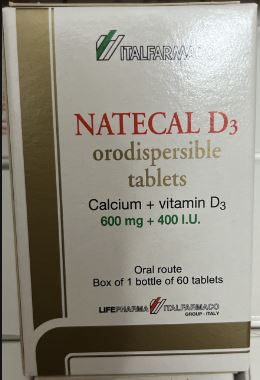 ITALFARMACO
NATECAL D3
orodispersible
tablets
Calcium + vitamin D3
600 mg + 400 I.U.
Oral route
Box of 1 bottle of 60 tablets
LIFEPHARMA ITALFARMACO
GROUP - ITALY